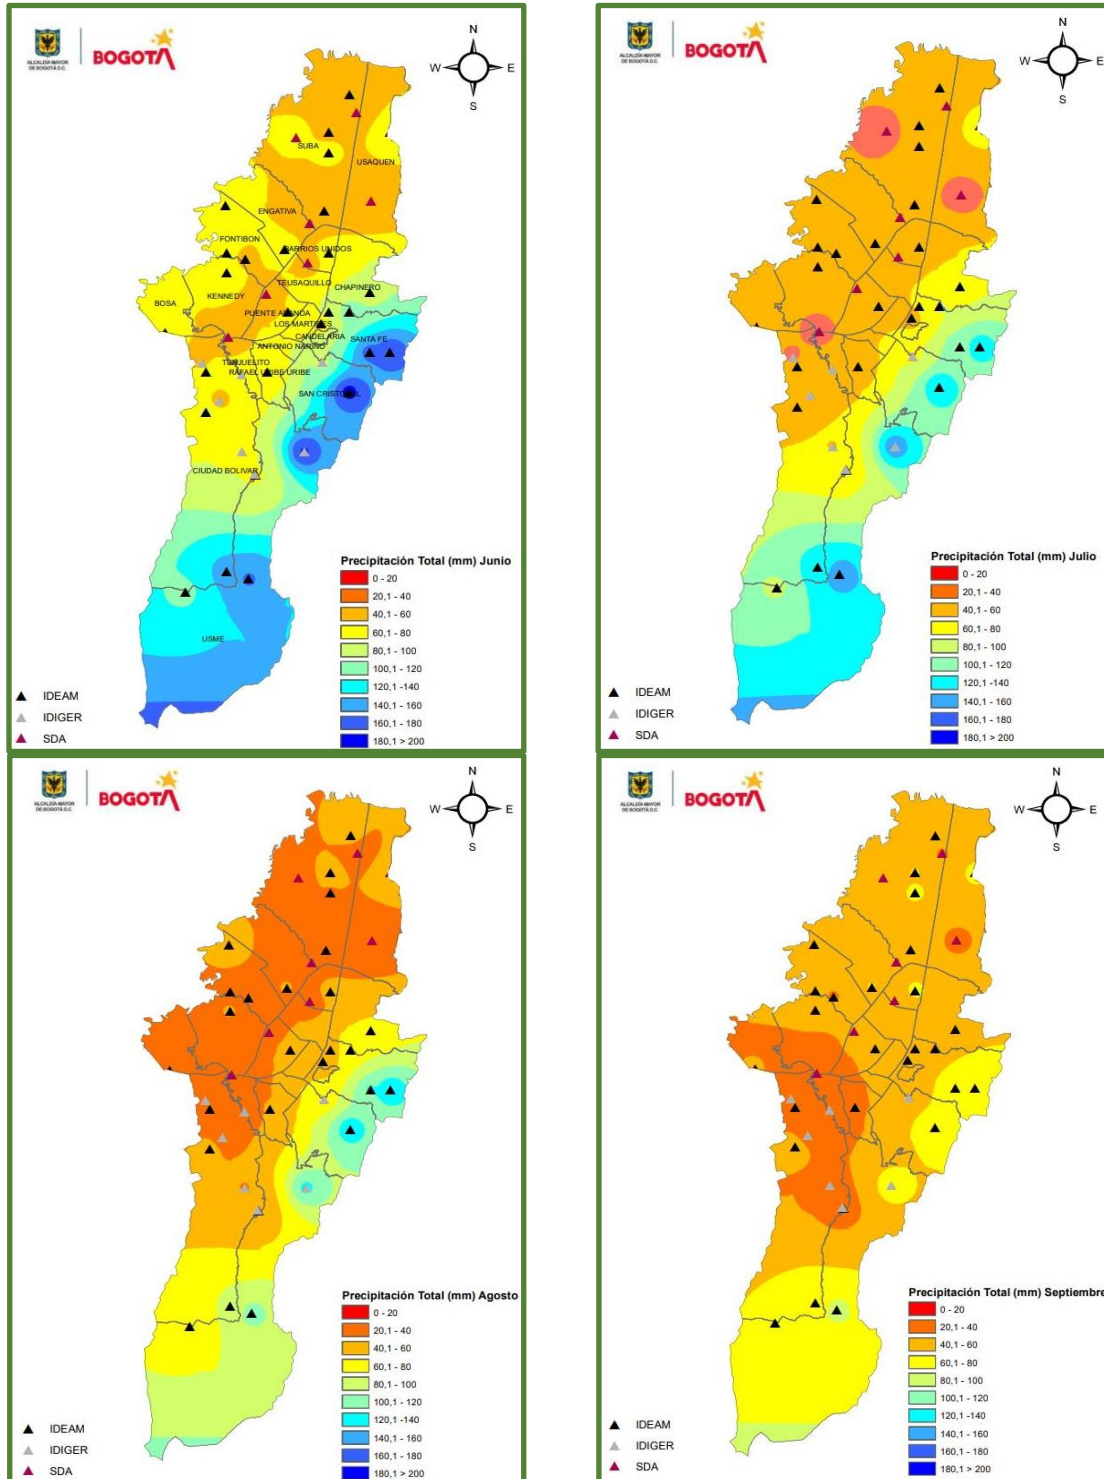 ALCALDÍA MAYOR
DE BOGOTÁ D.C.
BOGOTÁ
N
W
E
S
SUBA
USAQUEN
ENGATIVA
FONTIBON
BARRIOS UNIDOS
TEUSAQUILLO
CHAPINERO
KENNEDY
BOSA
PUENTE ARANDA
LOS MARTIRES
CANDELARIA
SANTA FE
ANTONIO NARIÑO
TUNJUELITO
RAFAEL URIBE URIBE
SAN CRISTOBAL
CIUDAD BOLIVAR
USME
Precipitación Total (mm) Junio
0 - 20
20,1 - 40
40,1 - 60
60,1 - 80
80,1 - 100
100,1 - 120
120,1 -140
140,1 - 160
160,1 - 180
180,1 > 200
IDEAM
IDIGER
SDA
ALCALDÍA MAYOR
DE BOGOTÁ D.C.
BOGOTÁ
N
W
E
S
Precipitación Total (mm) Julio
0 - 20
20,1 - 40
40,1 - 60
60,1 - 80
80,1 - 100
100,1 - 120
120,1 -140
140,1 - 160
160,1 - 180
180,1 > 200
IDEAM
IDIGER
SDA
ALCALDÍA MAYOR
DE BOGOTÁ D.C.
BOGOTÁ
N
W
E
S
Precipitación Total (mm) Agosto
0 - 20
20,1 - 40
40,1 - 60
60,1 - 80
80,1 - 100
100,1 - 120
120,1 -140
140,1 - 160
160,1 - 180
180,1 > 200
IDEAM
IDIGER
SDA
ALCALDÍA MAYOR
DE BOGOTÁ D.C.
BOGOTÁ
N
W
E
S
Precipitación Total (mm) Septiembre
0 - 20
20,1 - 40
40,1 - 60
60,1 - 80
80,1 - 100
100,1 - 120
120,1 -140
140,1 - 160
160,1 - 180
180,1 > 200
IDEAM
IDIGER
SDA